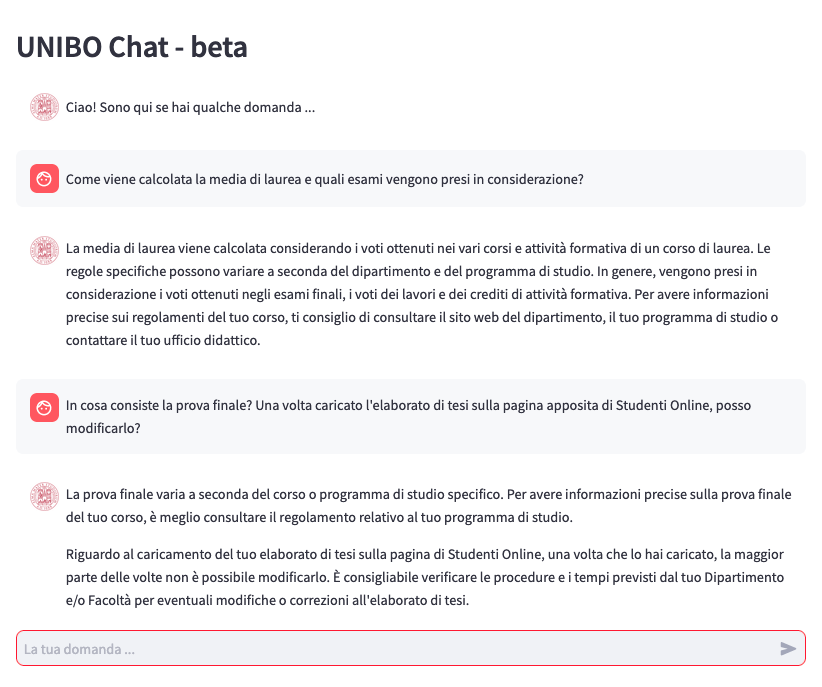 UNIBO Chat - beta
Ciao! Sono qui se hai qualche domanda ...
Come viene calcolata la media di laurea e quali esami vengono presi in considerazione?
La media di laurea viene calcolata considerando i voti ottenuti nei vari corsi e attività formativa di un corso di laurea. Le
regole specifiche possono variare a seconda del dipartimento e del programma di studio. In genere, vengono presi in
considerazione i voti ottenuti negli esami finali, i voti dei lavori e dei crediti di attività formativa. Per avere informazioni
precise sui regolamenti del tuo corso, ti consiglio di consultare il sito web del dipartimento, il tuo programma di studio o
contattare il tuo ufficio didattico.
In cosa consiste la prova finale? Una volta caricato l'elaborato di tesi sulla pagina apposita di Studenti Online, posso
modificarlo?
La prova finale varia a seconda del corso o programma di studio specifico. Per avere informazioni precise sulla prova finale
del tuo corso, è meglio consultare il regolamento relativo al tuo programma di studio.
Riguardo al caricamento del tuo elaborato di tesi sulla pagina di Studenti Online, una volta che lo hai caricato, la maggior
parte delle volte non è possibile modificarlo. È consigliabile verificare le procedure e i tempi previsti dal tuo Dipartimento
e/o Facoltà per eventuali modifiche o correzioni all'elaborato di tesi.
La tua domanda ...